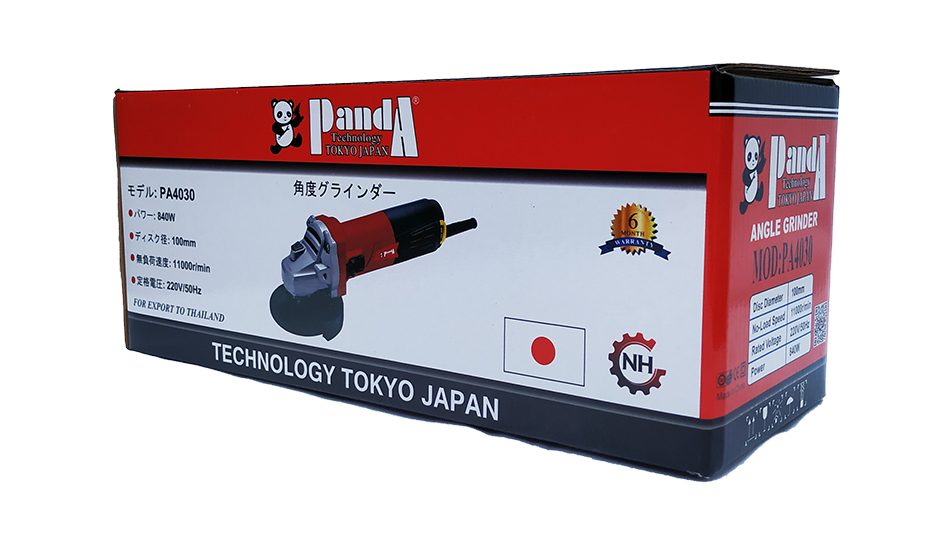 PandA®
Technology
TOKYO JAPAN
モデル: PA4030
パワー: 840W
ディスク径: 100mm
無負荷速度: 11000r/min
定格電圧: 220V/50Hz
FOR EXPORT TO THAILAND
角度グラインダー
6
MONTH
WARRANTY
NH
TECHNOLOGY TOKYO JAPAN
PandA
Technology
TOKYO JAPAN
ANGLE GRINDER
MOD:PA4030
Disc Diameter 100mm
No-Load Speed 11000r/min
Rated Voltage 220V/50Hz
Power 840W